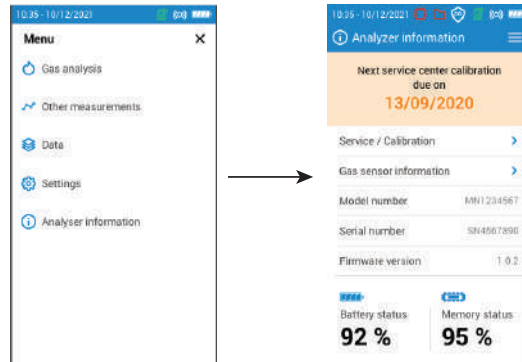 10:35 - 10/12/2021
Menu
Gas analysis
Other measurements
Data
Settings
Analyser information
10:35 - 10/12/2021
Analyzer information
Next service center calibration
due on
13/09/2020
Service / Calibration
Gas sensor information
Model number MN1234567
Serial number SN4567890
Firmware version 1.0.2
Battery status Memory status
92 % 95 %